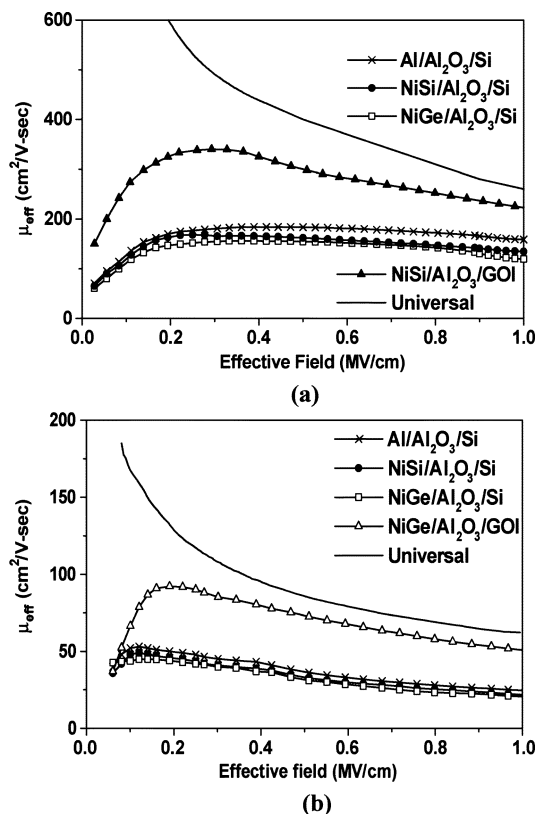 (a)
600
400
200
0
μeff (cm2/V-sec)
Al/Al2O3/Si
NiSi/Al2O3/Si
NiGe/Al2O3/Si
NiSi/Al2O3/GOI
Universal
0.0 0.2 0.4 0.6 0.8 1.0
Effective Field (MV/cm)
(a)
200
150
100
50
0
μeff (cm2/V-sec)
Al/Al2O3/Si
NiSi/Al2O3/Si
NiGe/Al2O3/Si
NiGe/Al2O3/GOI
Universal
0.0 0.2 0.4 0.6 0.8 1.0
Effective field (MV/cm)
(b)